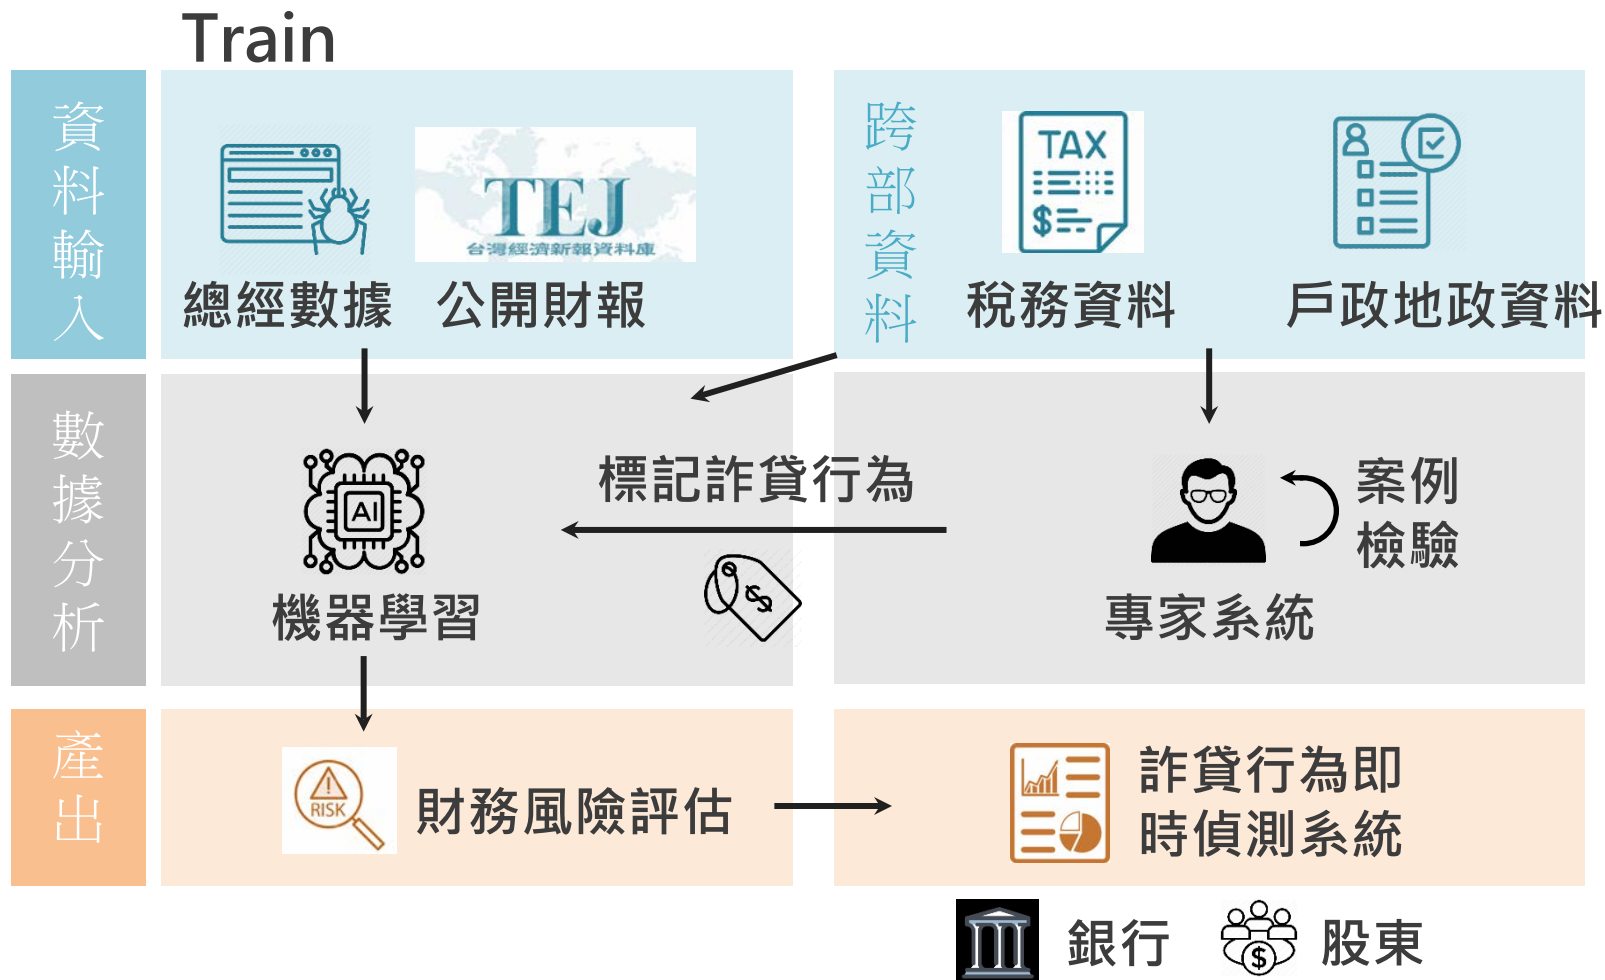 Train
資料輸入
TEJ
台灣經濟新報資料庫
總經數據
公開財報
跨部資料
TAX
$
稅務資料
戶政地政資料
數據分析
AI
機器學習
標記詐貸行為
$
專家系統
案例
檢驗
產出
RISK
財務風險評估
詐貸行為即
時偵測系統
銀行
$
股東